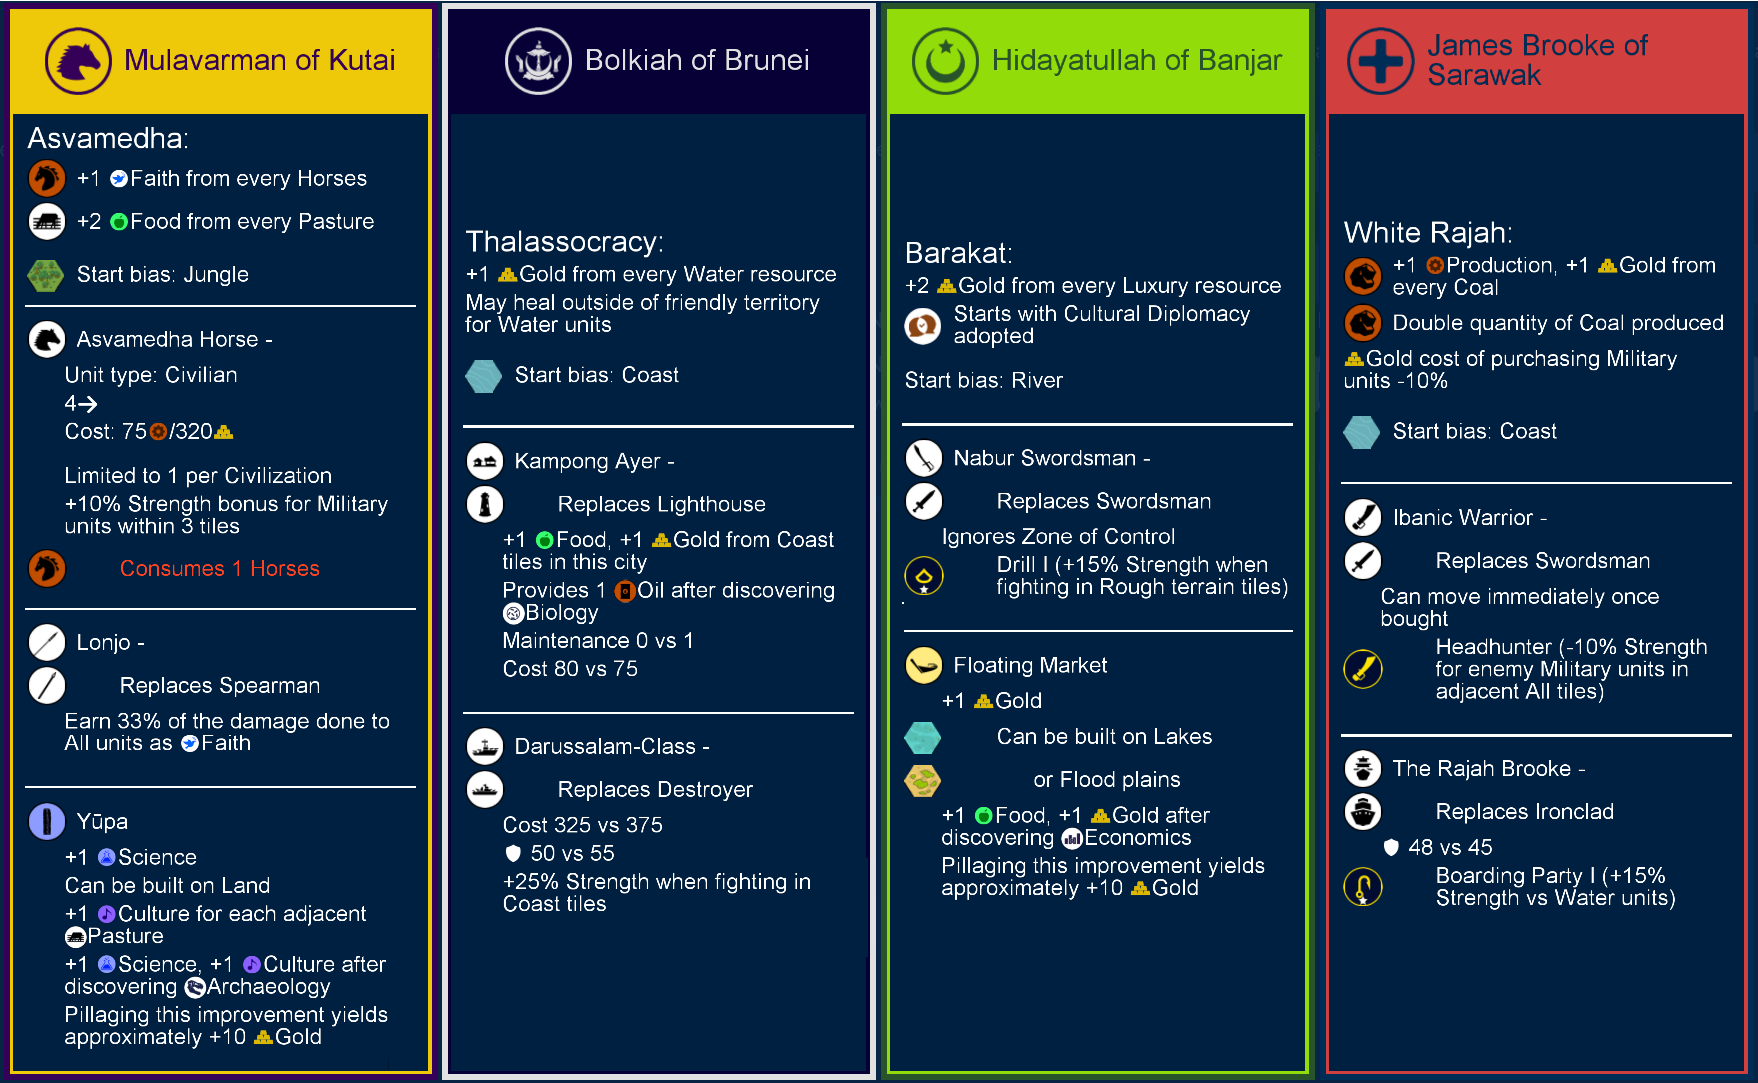 Mulavarman of Kutai
Asvamedha:
+1 Faith from every Horses
+2 Food from every Pasture
Start bias: Jungle
Asvamedha Horse -
Unit type: Civilian
4→
Cost: 75/320
Limited to 1 per Civilization
+10% Strength bonus for Military
units within 3 tiles
Consumes 1 Horses
Lonjo -
Replaces Spearman
Earn 33% of the damage done to
All units as Faith
Yūpa
+1 Science
Can be built on Land
+1 Culture for each adjacent
Pasture
+1 Science, +1 Culture after
discovering Archaeology
Pillaging this improvement yields
approximately +10 Gold
Bolkiah of Brunei
Thalassocracy:
+1 Gold from every Water resource
May heal outside of friendly territory
for Water units
Start bias: Coast
Kampong Ayer -
Replaces Lighthouse
+1 Food, +1 Gold from Coast
tiles in this city
Provides 1 Oil after discovering
Biology
Maintenance 0 vs 1
Cost 80 vs 75
Darussalam-Class -
Replaces Destroyer
Cost 325 vs 375
50 vs 55
+25% Strength when fighting in
Coast tiles
Hidayatullah of Banjar
Barakat:
+2 Gold from every Luxury resource
Starts with Cultural Diplomacy
adopted
Start bias: River
Nabur Swordsman -
Replaces Swordsman
Ignores Zone of Control
Drill I (+15% Strength when
fighting in Rough terrain tiles)
Floating Market
+1 Gold
Can be built on Lakes
or Flood plains
+1 Food, +1 Gold after
discovering Economics
Pillaging this improvement yields
approximately +10 Gold
James Brooke of
Sarawak
White Rajah:
+1 Production, +1 Gold from
every Coal
Double quantity of Coal produced
Gold cost of purchasing Military
units -10%
Start bias: Coast
Ibanic Warrior -
Replaces Swordsman
Can move immediately once
bought
Headhunter (-10% Strength
for enemy Military units in
adjacent All tiles)
The Rajah Brooke -
Replaces Ironclad
48 vs 45
Boarding Party I (+15%
Strength vs Water units)